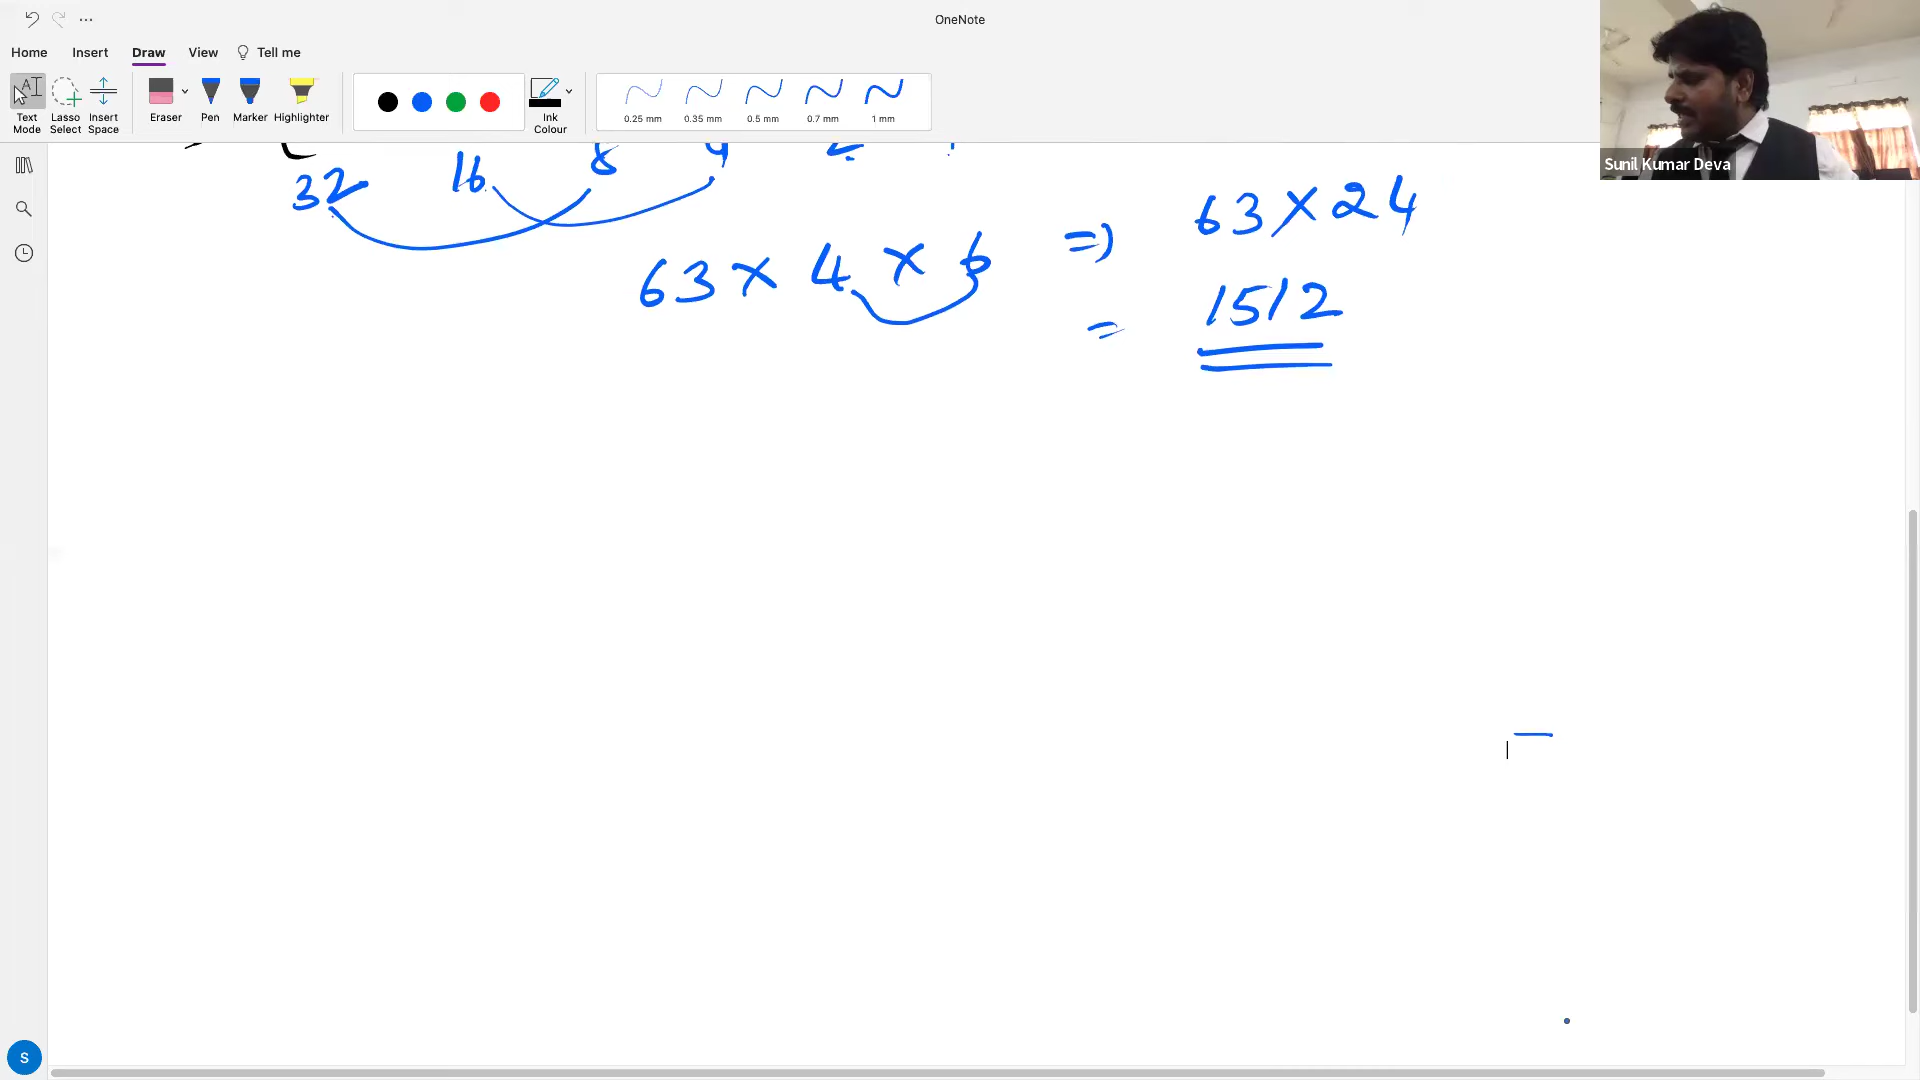 OneNote
Home Insert Draw View Tell me
Text Mode
Lasso Select
Insert Space
Eraser
Pen
Marker
Highlighter
Ink Colour
0.25 mm
0.35 mm
0.5 mm
0.7 mm
1 mm
Sunil Kumar Deva
32 16 8 4 2
63 × 4 × 6 => 63 × 24
= 1512
S